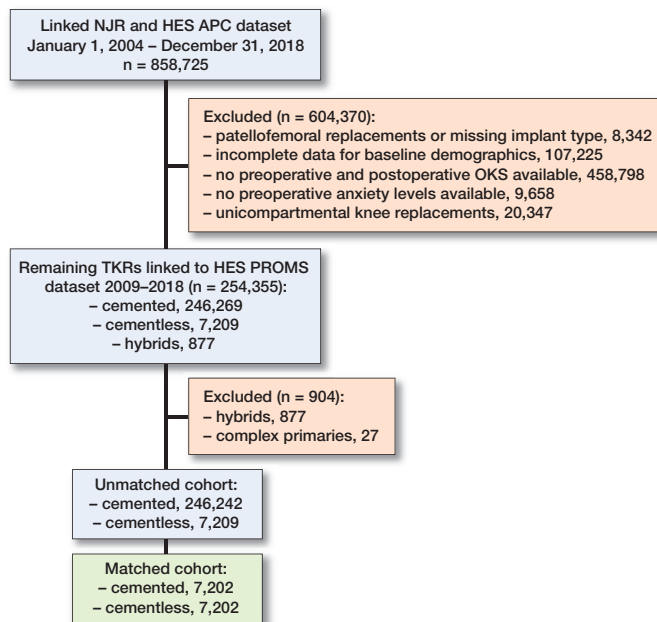 Linked NJR and HES APC dataset
January 1, 2004 – December 31, 2018
n = 858,725
Excluded (n = 604,370):
– patellofemoral replacements or missing implant type, 8,342
– incomplete data for baseline demographics, 107,225
– no preoperative and postoperative OKS available, 458,798
– no preoperative anxiety levels available, 9,658
– unicompartmental knee replacements, 20,347
Remaining TKRs linked to HES PROMS
dataset 2009–2018 (n = 254,355):
– cemented, 246,269
– cementless, 7,209
– hybrids, 877
Excluded (n = 904):
– hybrids, 877
– complex primaries, 27
Unmatched cohort:
– cemented, 246,242
– cementless, 7,209
Matched cohort:
– cemented, 7,202
– cementless, 7,202